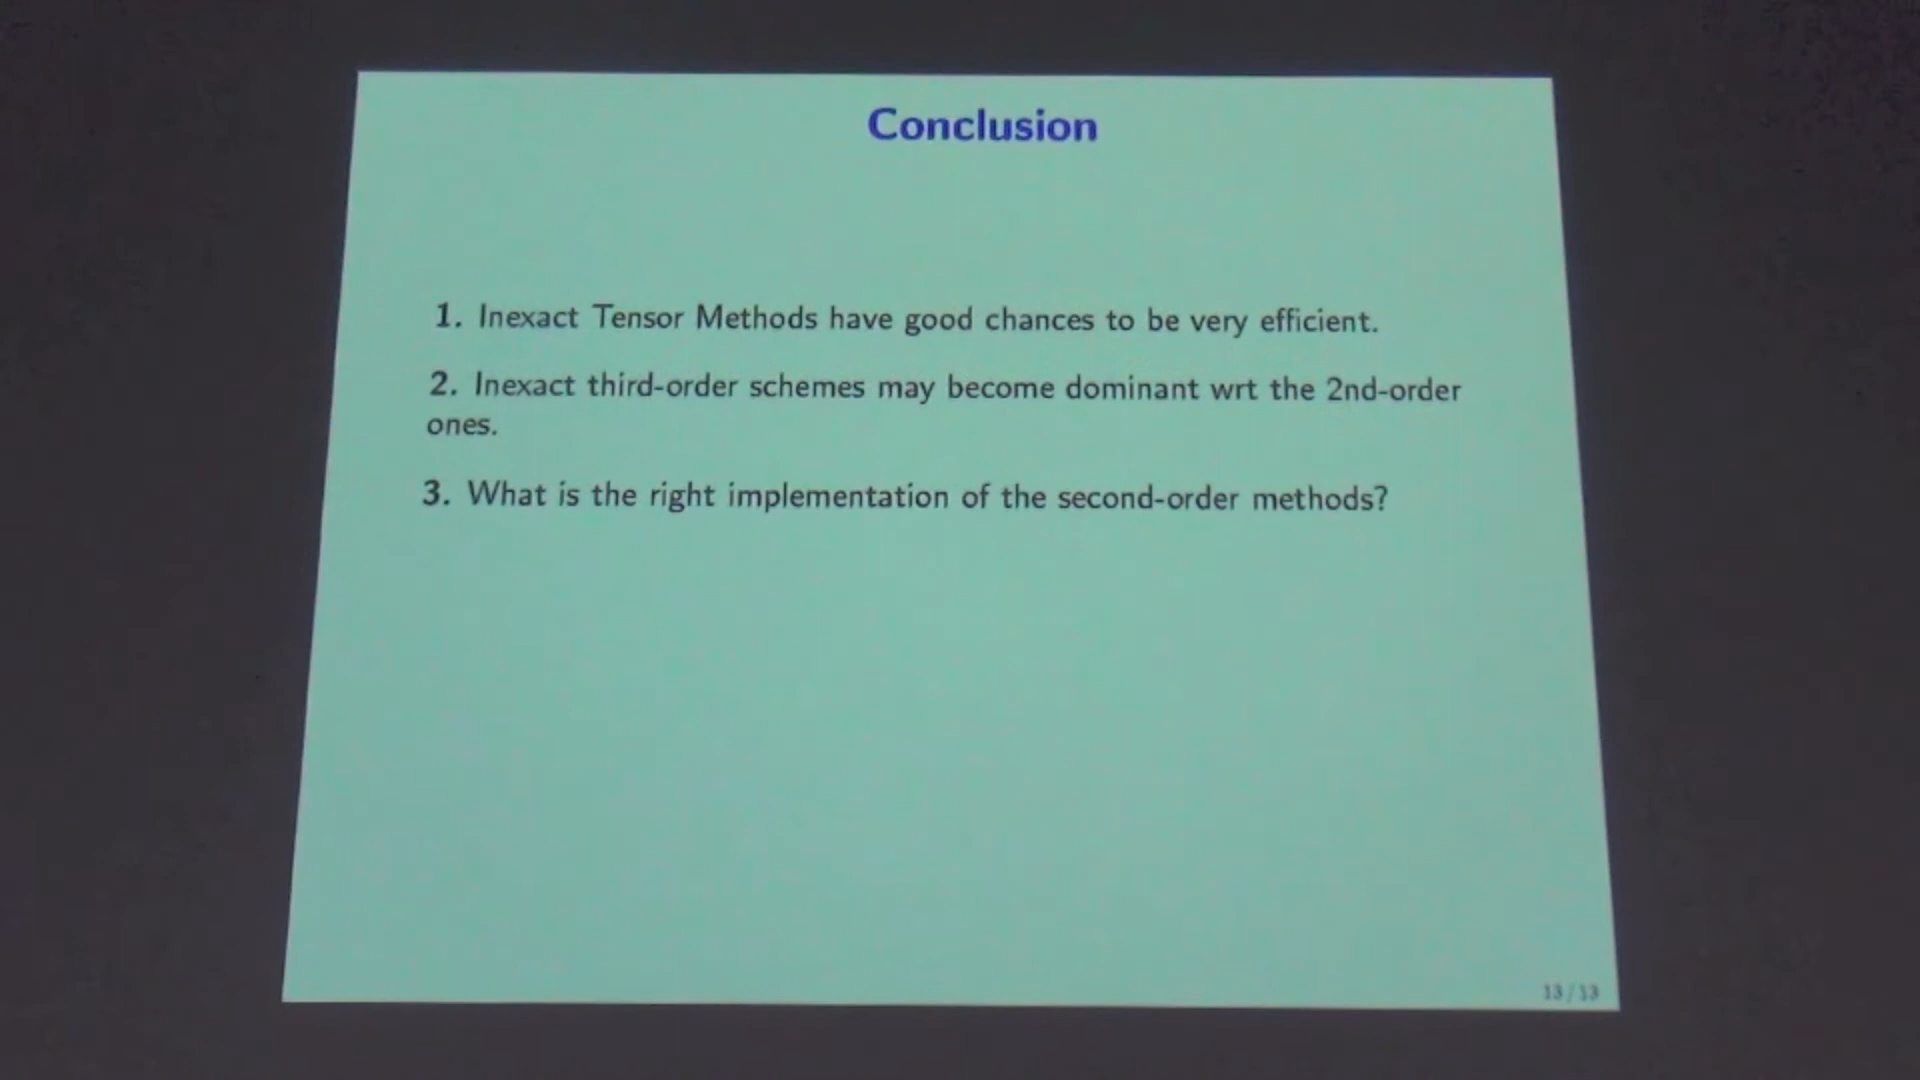 Conclusion
1. Inexact Tensor Methods have good chances to be very efficient.
2. Inexact third-order schemes may become dominant wrt the 2nd-order
ones.
3. What is the right implementation of the second-order methods?
13 / 13